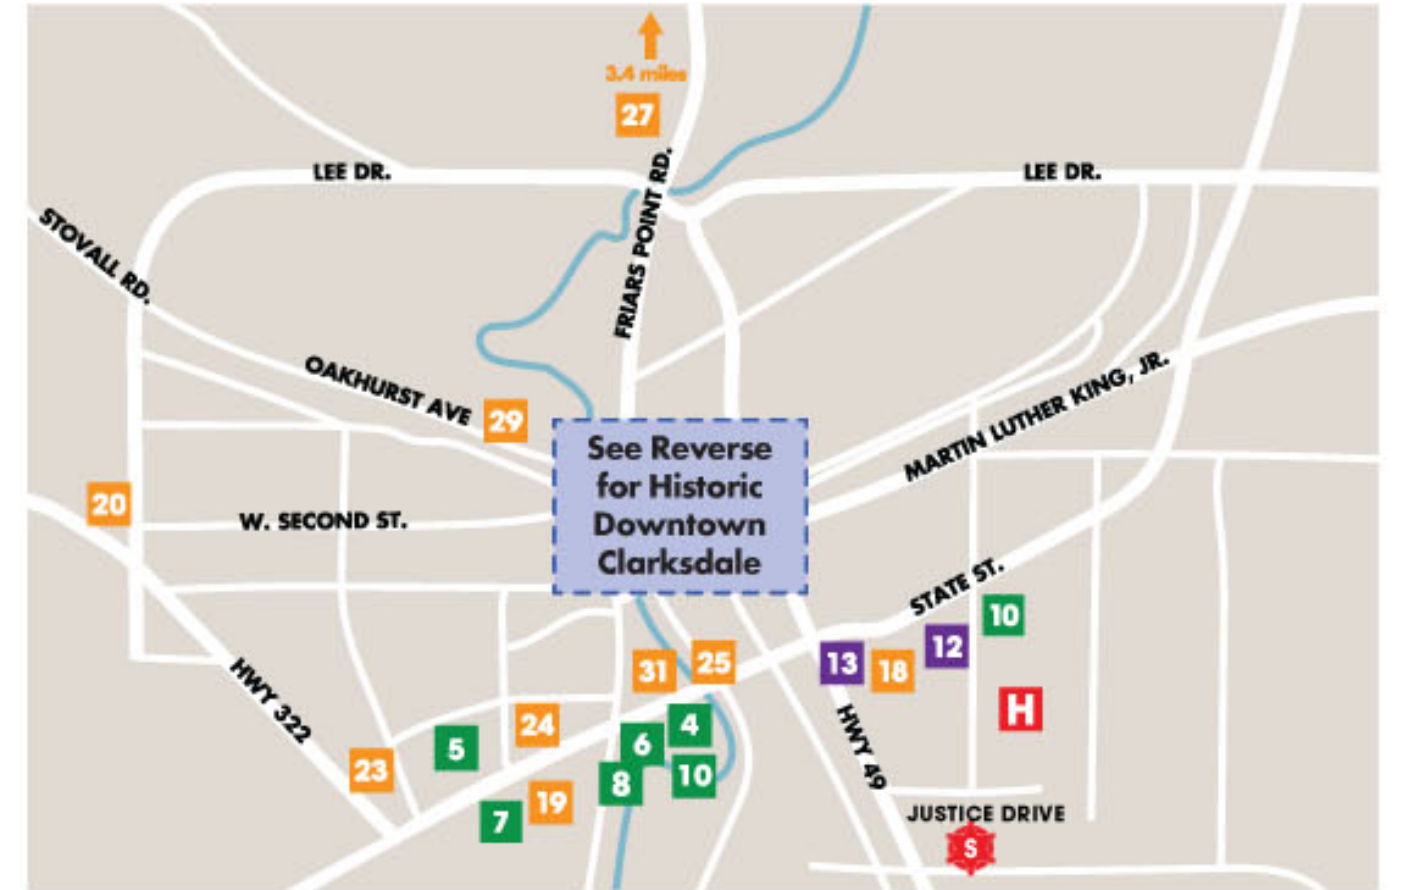 3.4 miles
27
LEE DR.
LEE DR.
STOVALL RD.
FRIARS POINT RD.
OAKHURST AVE
29
MARTIN LUTHER KING, JR.
See Reverse
for Historic
Downtown
Clarksdale
20
W. SECOND ST.
STATE ST.
10
12
13
18
31
25
H
HWY 322
HWY 49
24
4
5
6
23
8
10
19
7
JUSTICE DRIVE
S